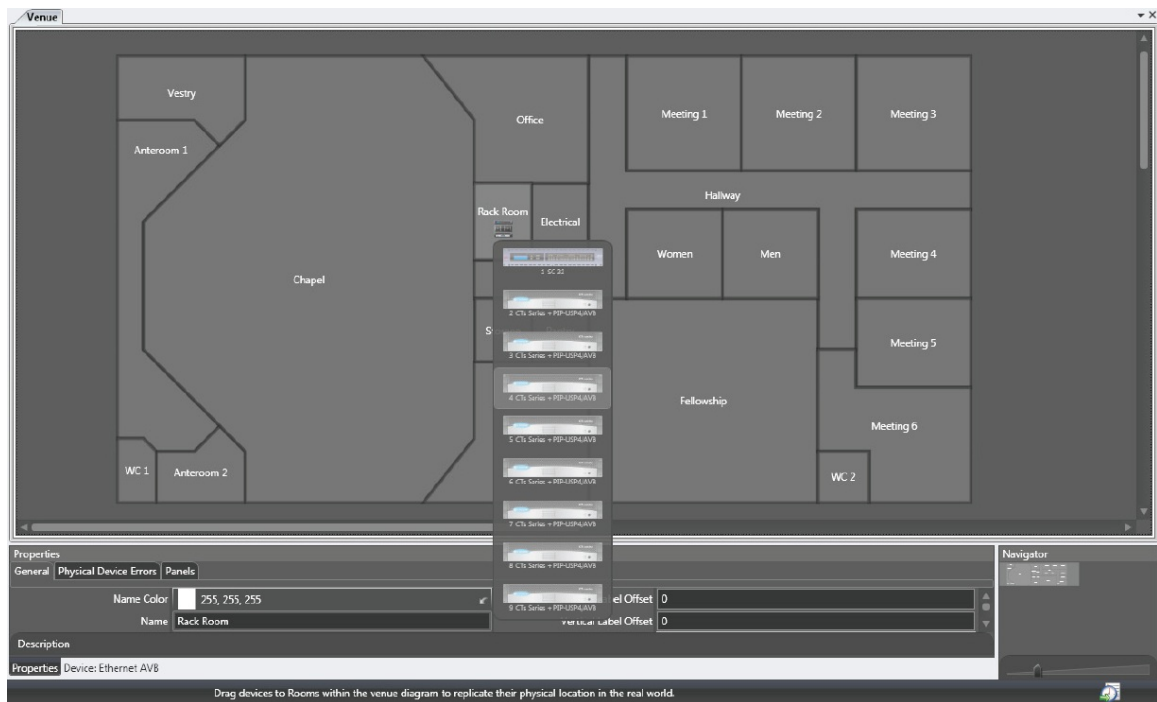 Venue
Vestry
Office
Meeting 1
Meeting 2
Meeting 3
Anteroom 1
Hallway
Rack Room
Electrical
Women
Men
Meeting 4
1 SC 32
Chapel
2 CTs Series + PIP-USP4/AVB
3 CTs Series + PIP-USP4/AVB
Meeting 5
4 CTs Series + PIP-USP4/AVB
Fellowship
Meeting 6
5 CTs Series + PIP-USP4/AVB
WC 1
Anteroom 2
6 CTs Series + PIP-USP4/AVB
WC 2
7 CTs Series + PIP-USP4/AVB
Properties
Navigator
8 CTs Series + PIP-USP4/AVB
General Physical Device Errors Panels
Name Color 255, 255, 255
Label Offset 0
9 CTs Series + PIP-USP4/AVB
Name Rack Room
Vertical Label Offset 0
Description
Properties Device: Ethernet AVB
Drag devices to Rooms within the venue diagram to replicate their physical location in the real world.